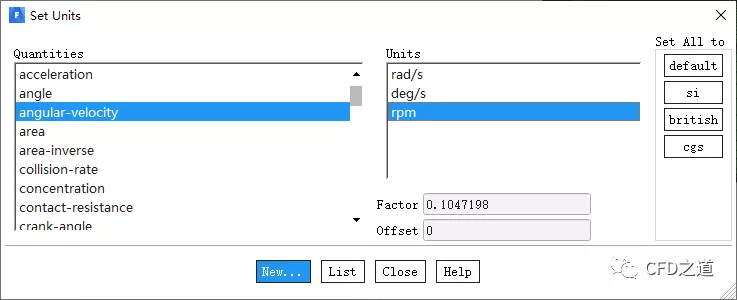 Set Units
Quantities
acceleration
angle
angular-velocity
area
area-inverse
collision-rate
concentration
contact-resistance
crank-angle
Units
rad/s
deg/s
rpm
Factor 0.1047198
Offset 0
Set All to
default
si
british
cgs
New... List Close Help
CFD之道